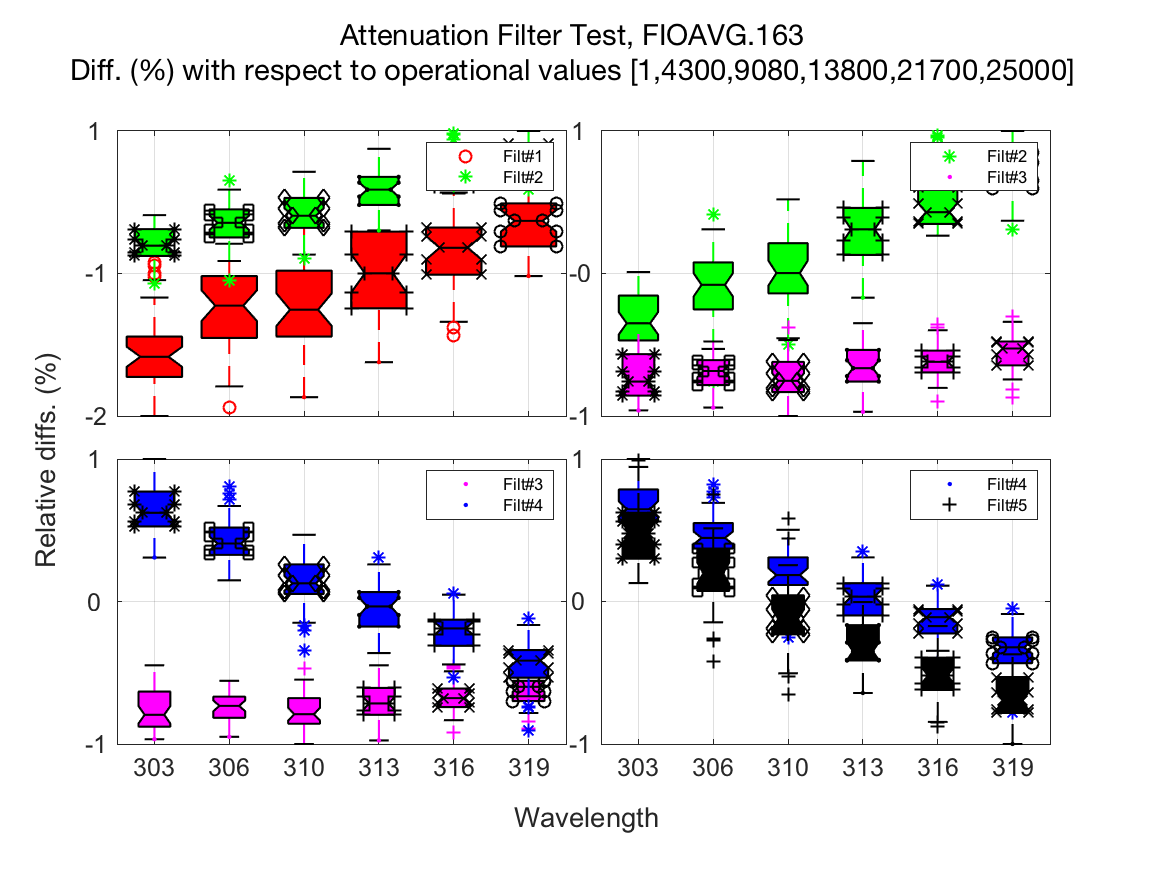 Attenuation Filter Test, FIOAVG.163
Diff. (%) with respect to operational values [1,4300,9080,13800,21700,25000]
Relative diffs. (%)
1
-1
-2
Filt#1
Filt#2
-0
-1
Filt#2
Filt#3
1
0
-1
Filt#3
Filt#4
303 306 310 313 316 319
1
0
-1
Filt#4
Filt#5
303 306 310 313 316 319
Wavelength